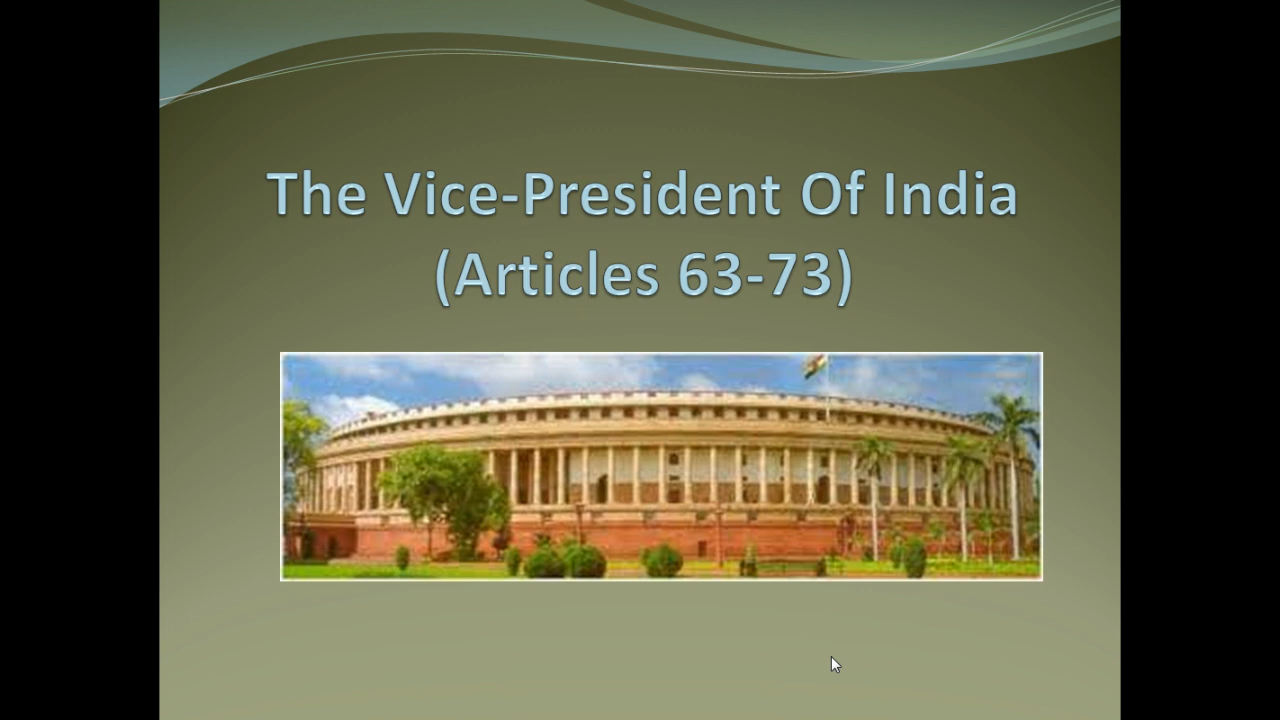 The Vice-President Of India
(Articles 63-73)